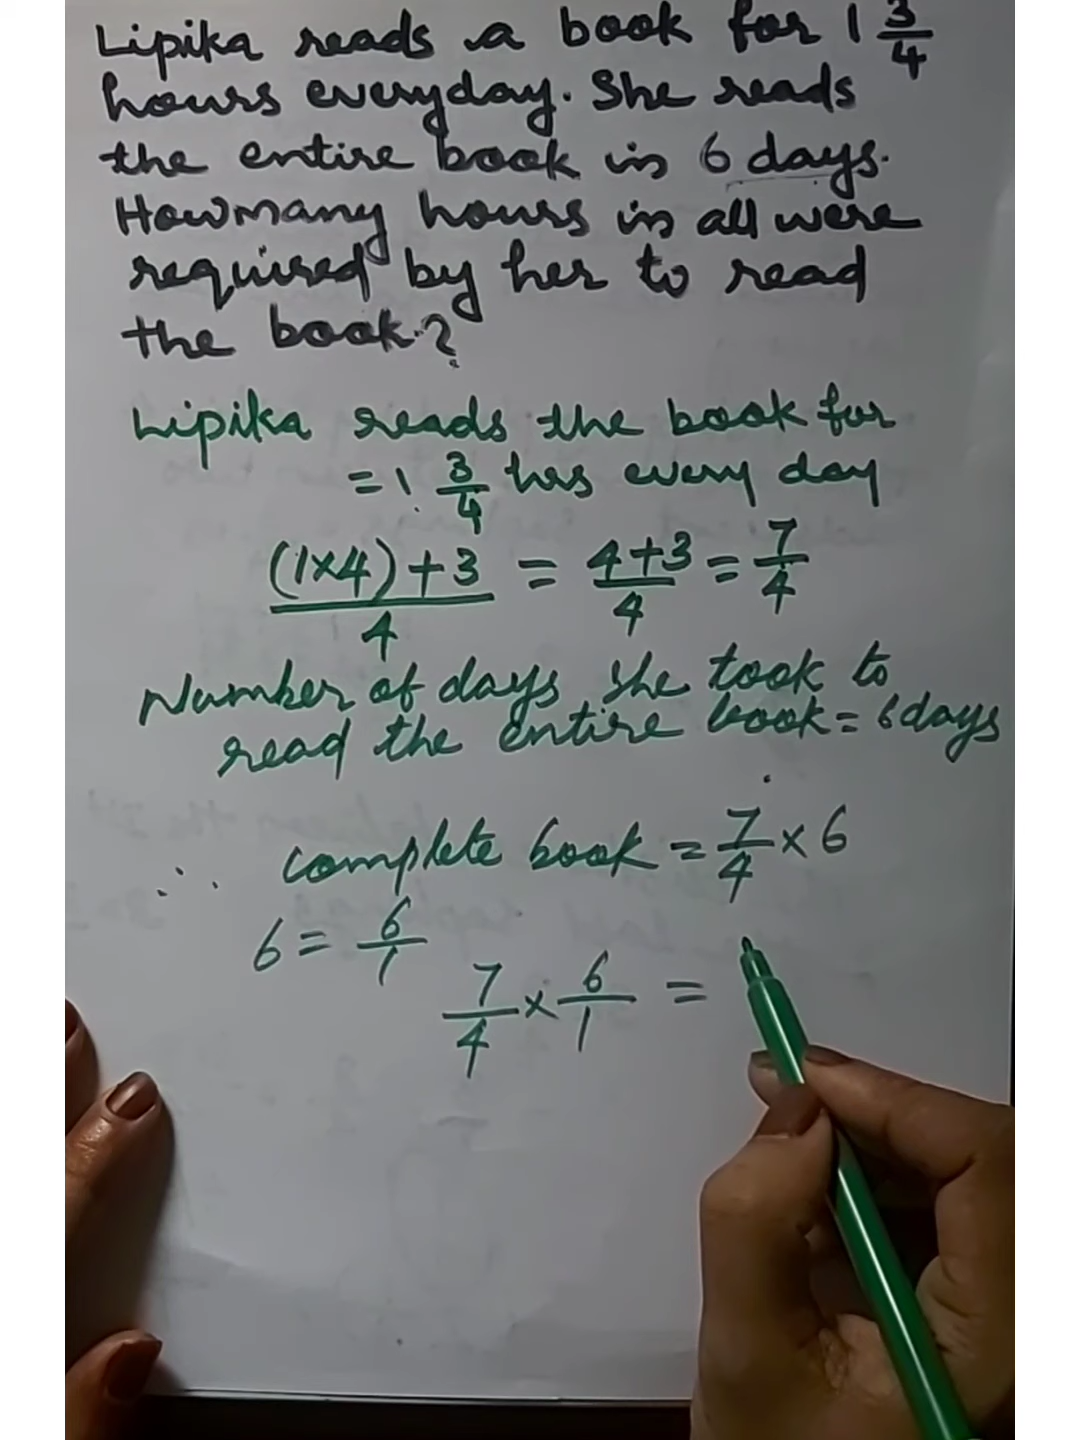 Lipika reads a book for 1 3/4
hours everyday. She reads
the entire book in 6 days.
Howmany hours in all were
required by her to read
the book?
Lipika reads the book for
= 1 3/4 hrs every day
(1×4)+3/4 = 4+3/4 = 7/4
Number of days she took to
read the entire book = 6 days
∴ complete book = 7/4 × 6
6 = 6/1
7/4 × 6/1 =